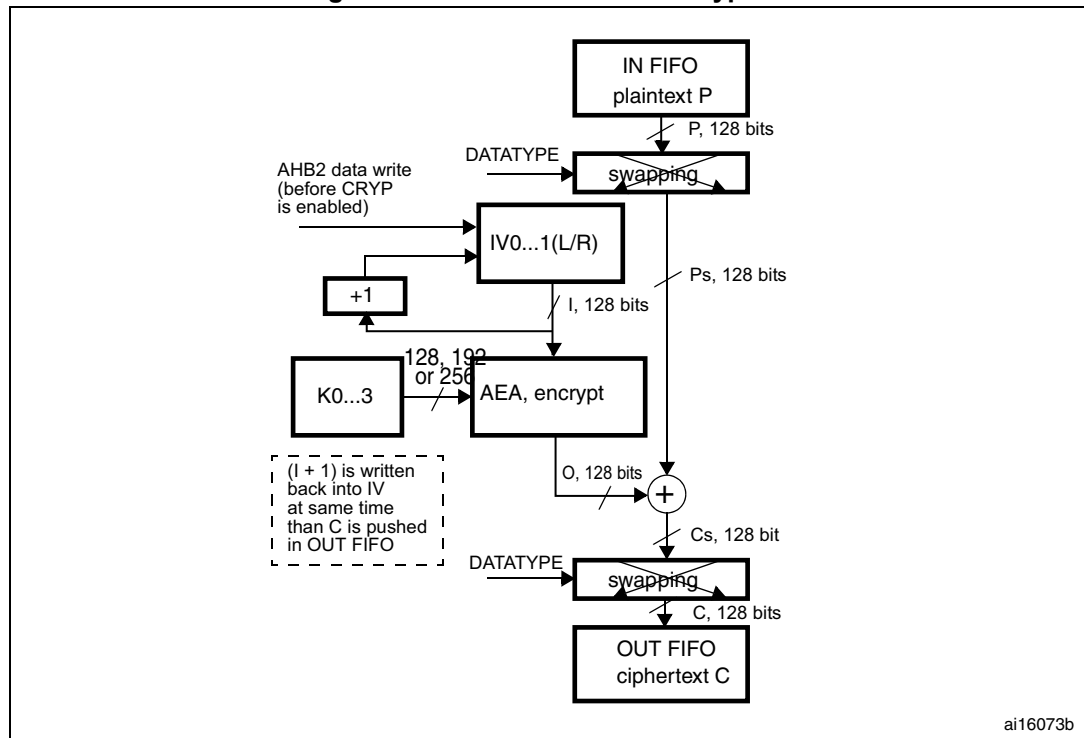 IN FIFO
plaintext P
P, 128 bits
DATATYPE
swapping
AHB2 data write
(before CRYP
is enabled)
IV0...1(L/R)
Ps, 128 bits
+1
I, 128 bits
128, 192
or 256
K0...3
AEA, encrypt
(I + 1) is written
back into IV
at same time
than C is pushed
in OUT FIFO
O, 128 bits
+
Cs, 128 bit
DATATYPE
swapping
C, 128 bits
OUT FIFO
ciphertext C
ai16073b